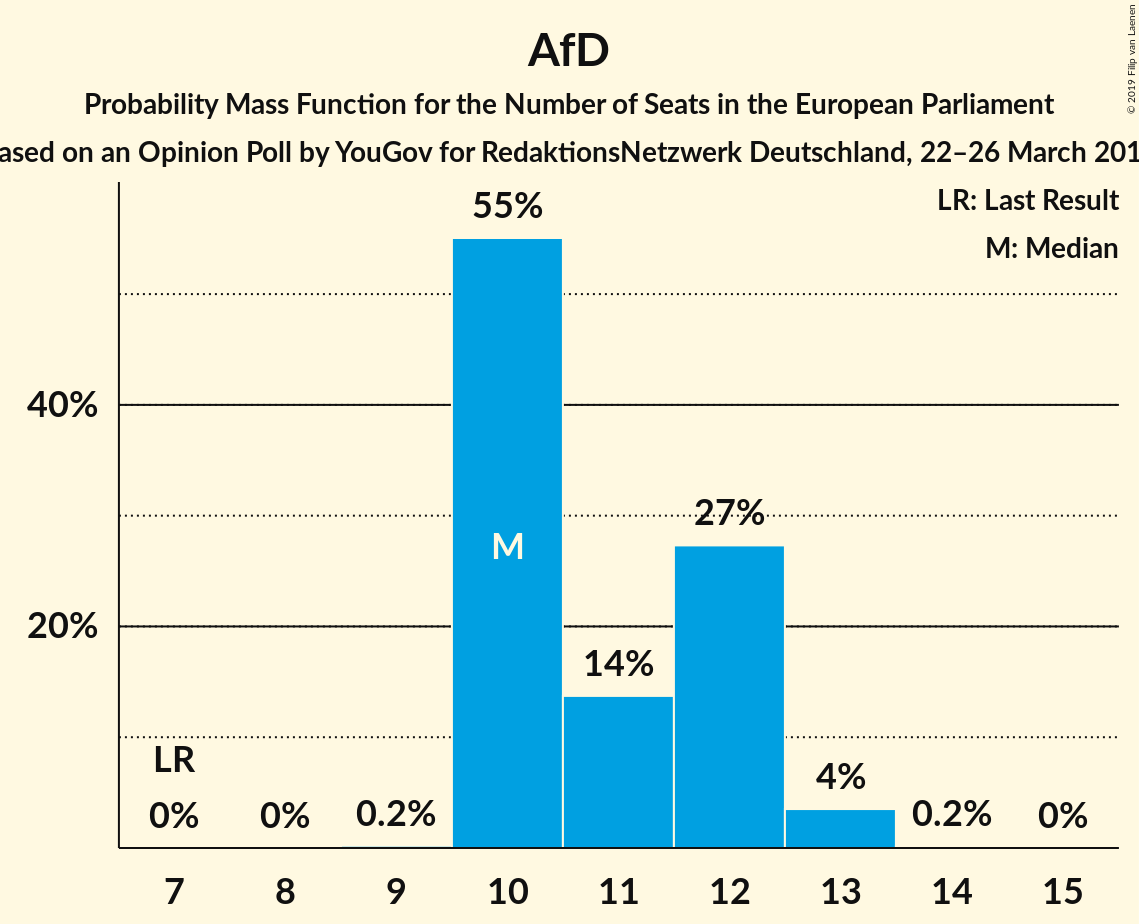 AfD
Probability Mass Function for the Number of Seats in the European Parliament
ased on an Opinion Poll by YouGov for RedaktionsNetzwerk Deutschland, 22–26 March 201
© 2019 Filip van Laenen
LR: Last Result
M: Median
55%
40%
27%
M
20%
14%
LR
4%
0% 0% 0.2% 0.2% 0%
7 8 9 10 11 12 13 14 15